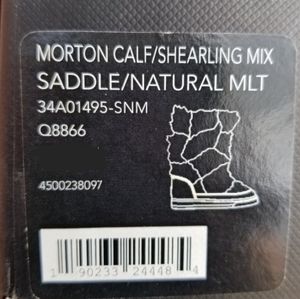 MORTON CALF/SHEARLING MIX
SADDLE/NATURAL MLT
34A01495-SNM
Q8866
4500238097
1 90233 24448 4